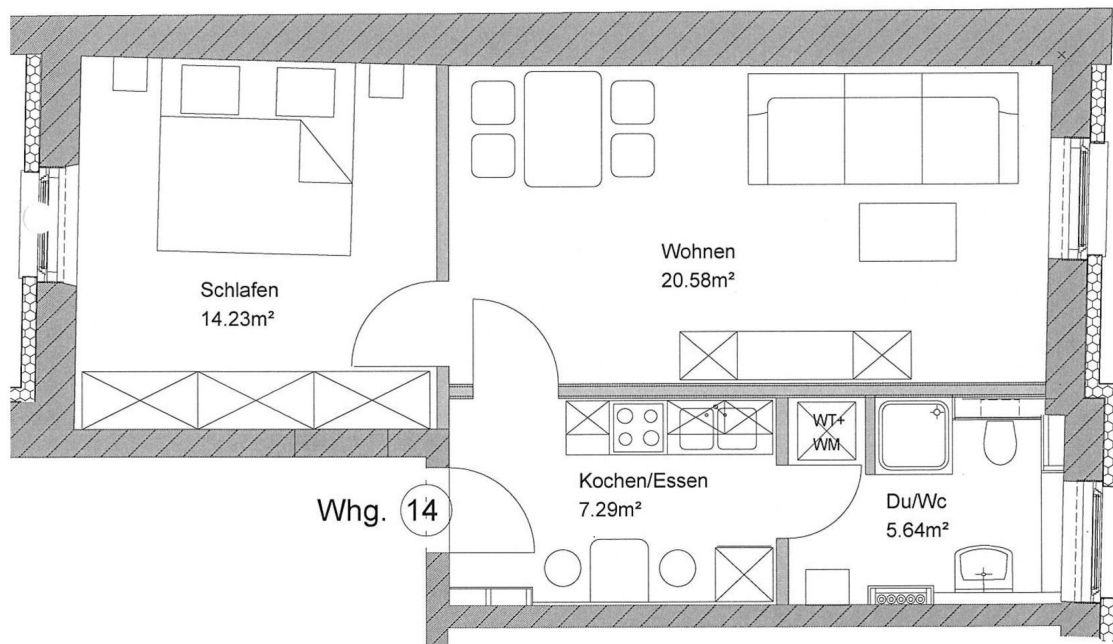 Wohnen
20.58m²
Schlafen
14.23m²
WT+
WM
Kochen/Essen
7.29m²
Du/Wc
5.64m²
Whg. 14